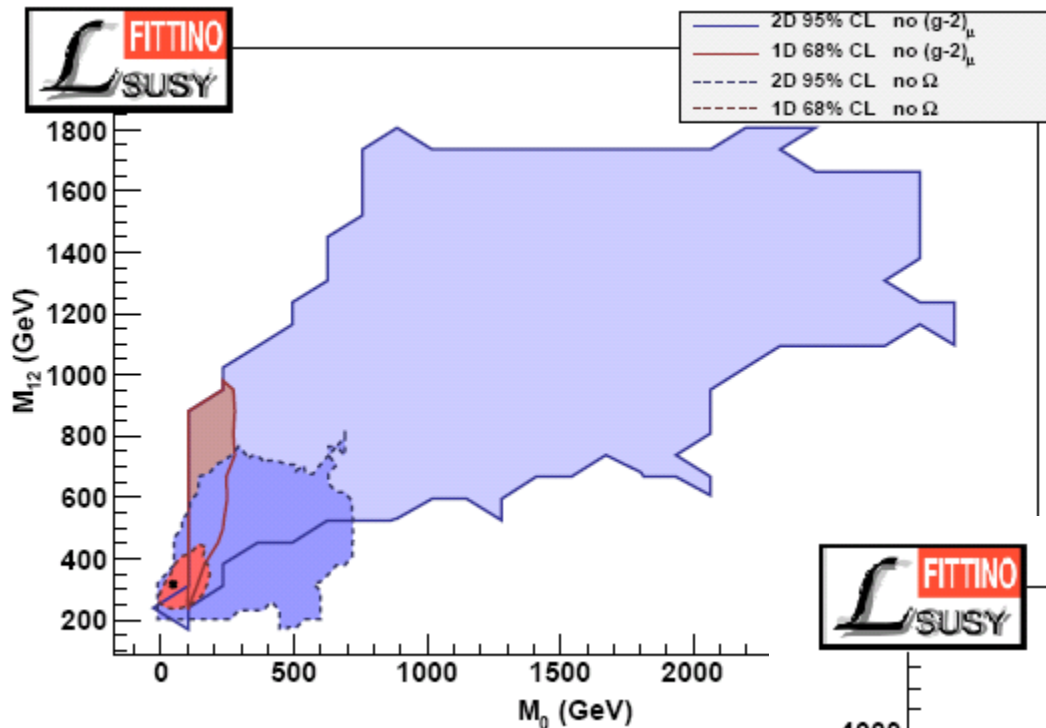 FITTINO
SUSY
2D 95% CL no (g-2)μ
1D 68% CL no (g-2)μ
2D 95% CL no Ω
1D 68% CL no Ω
1800
1600
1400
1200
1000
800
600
400
200
M12 (GeV)
0 500 1000 1500 2000
M0 (GeV)
FITTINO
SUSY